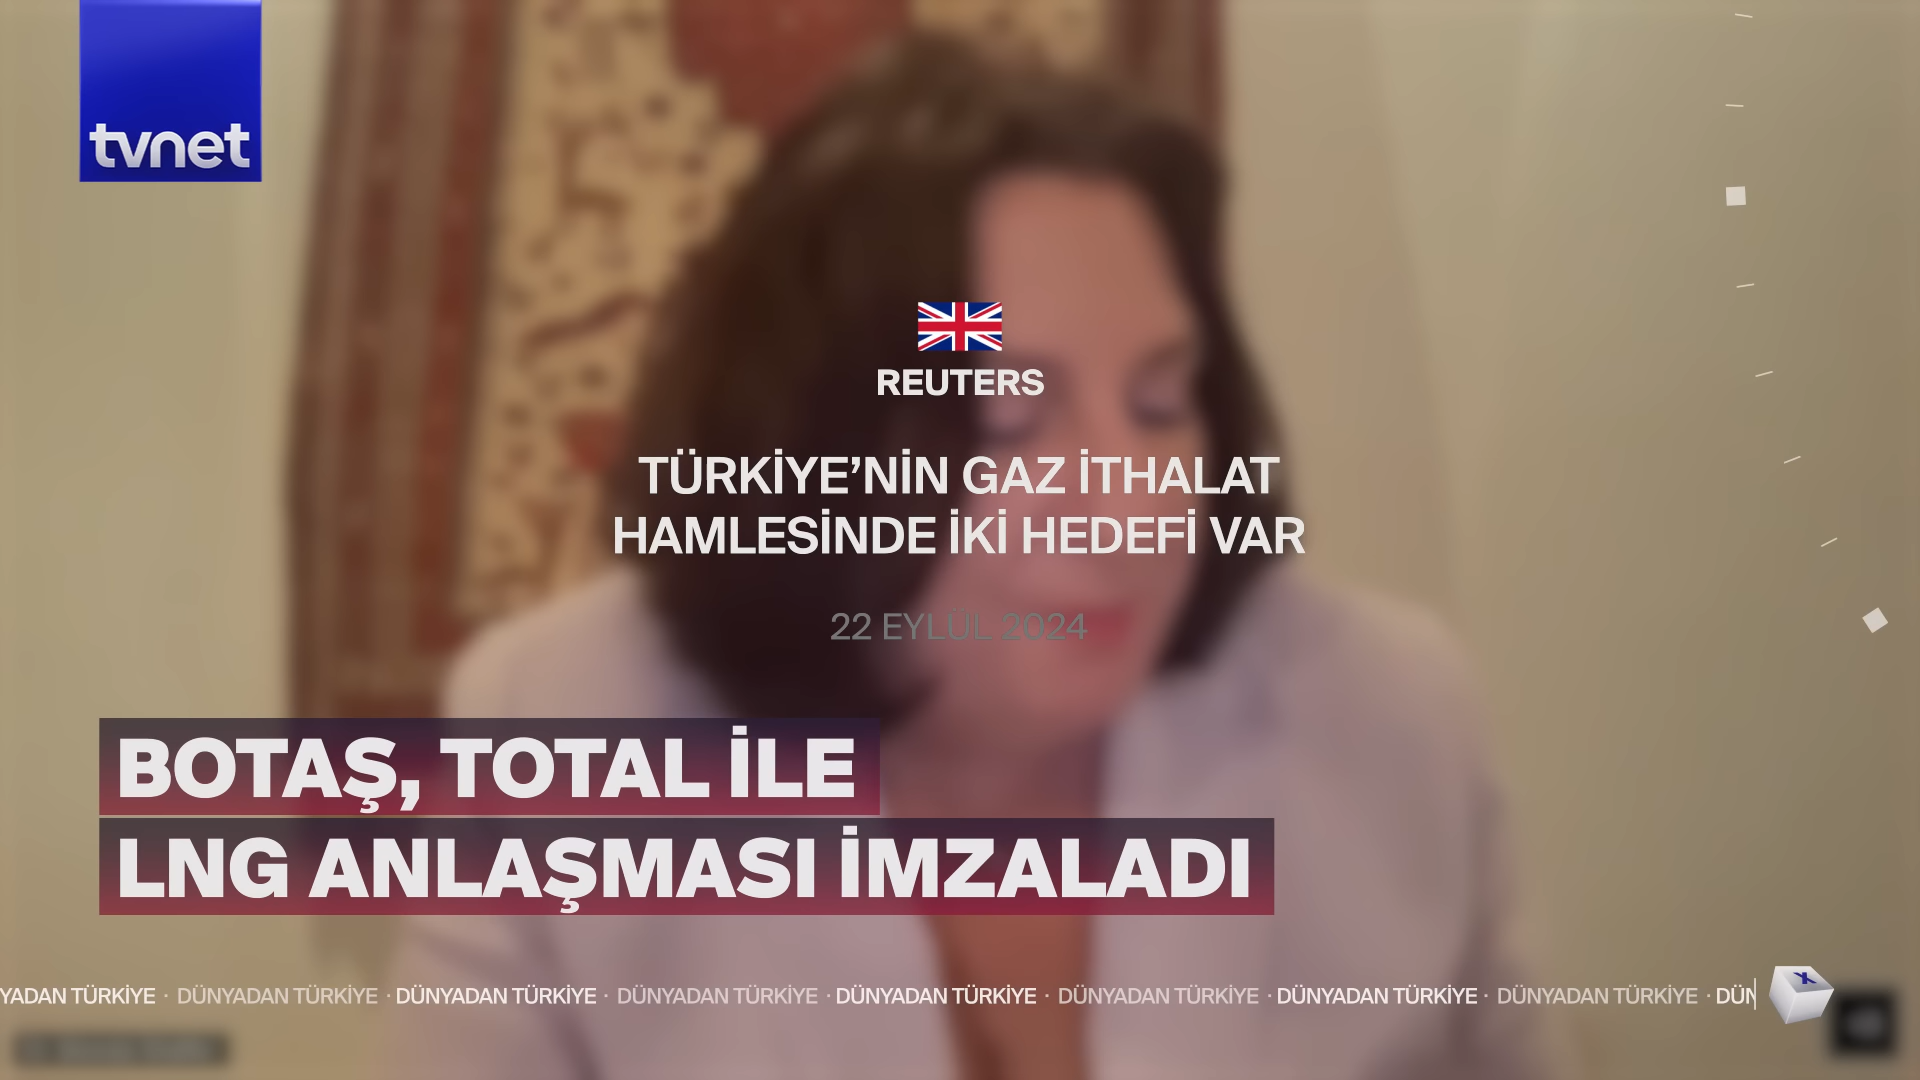 tvnet
REUTERS
TÜRKİYE’NİN GAZ İTHALAT
HAMLESİNDE İKİ HEDEFİ VAR
22 EYLÜL 2024
BOTAŞ, TOTAL İLE
LNG ANLAŞMASI İMZALADI
YADAN TÜRKİYE · DÜNYADAN TÜRKİYE · DÜNYADAN TÜRKİYE · DÜNYADAN TÜRKİYE · DÜNYADAN TÜRKİYE · DÜNYADAN TÜRKİYE · DÜNYADAN TÜRKİYE · DÜNYADAN TÜRKİYE · DÜN